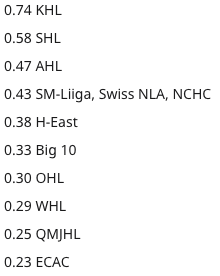 0.74 KHL
0.58 SHL
0.47 AHL
0.43 SM-Liiga, Swiss NLA, NCHC
0.38 H-East
0.33 Big 10
0.30 OHL
0.29 WHL
0.25 QMJHL
0.23 ECAC